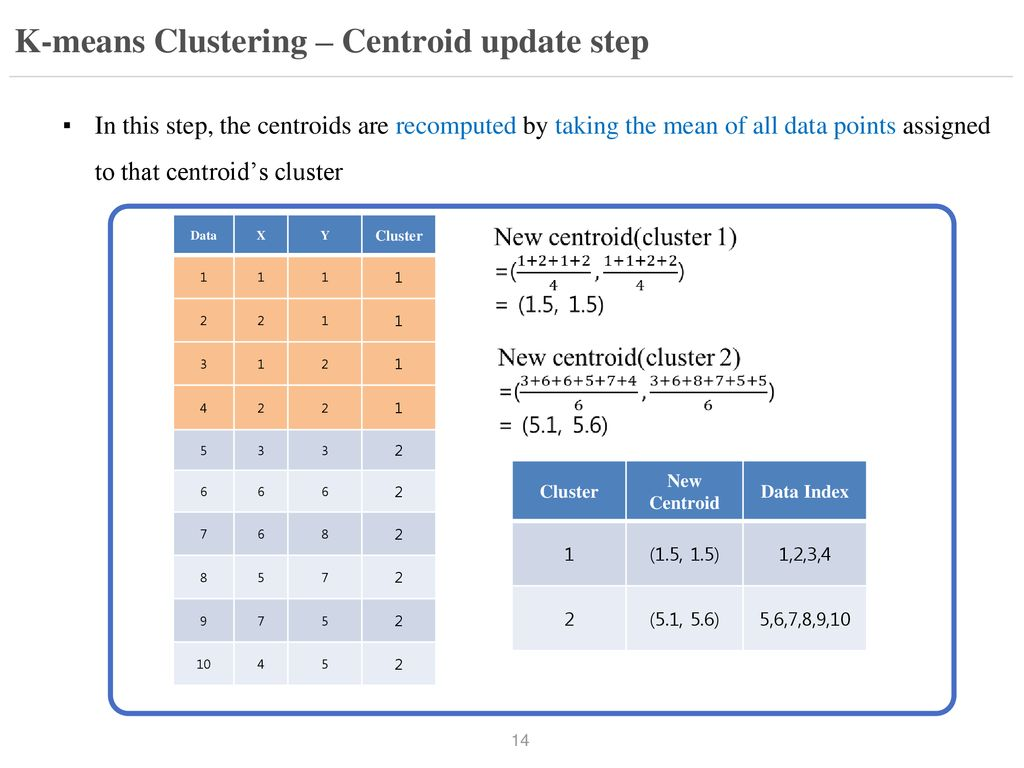 K-means Clustering – Centroid update step
▪ In this step, the centroids are recomputed by taking the mean of all data points assigned
to that centroid’s cluster
Data X Y Cluster
1 1 1 1
2 2 1 1
3 1 2 1
4 2 2 1
5 3 3 2
6 6 6 2
7 6 8 2
8 5 7 2
9 7 5 2
10 4 5 2
New centroid(cluster 1)
=(1+2+1+2/4 , 1+1+2+2/4)
= (1.5, 1.5)
New centroid(cluster 2)
=(3+6+6+5+7+4/6 , 3+6+8+7+5+5/6)
= (5.1, 5.6)
Cluster New Centroid Data Index
1 (1.5, 1.5) 1,2,3,4
2 (5.1, 5.6) 5,6,7,8,9,10
14